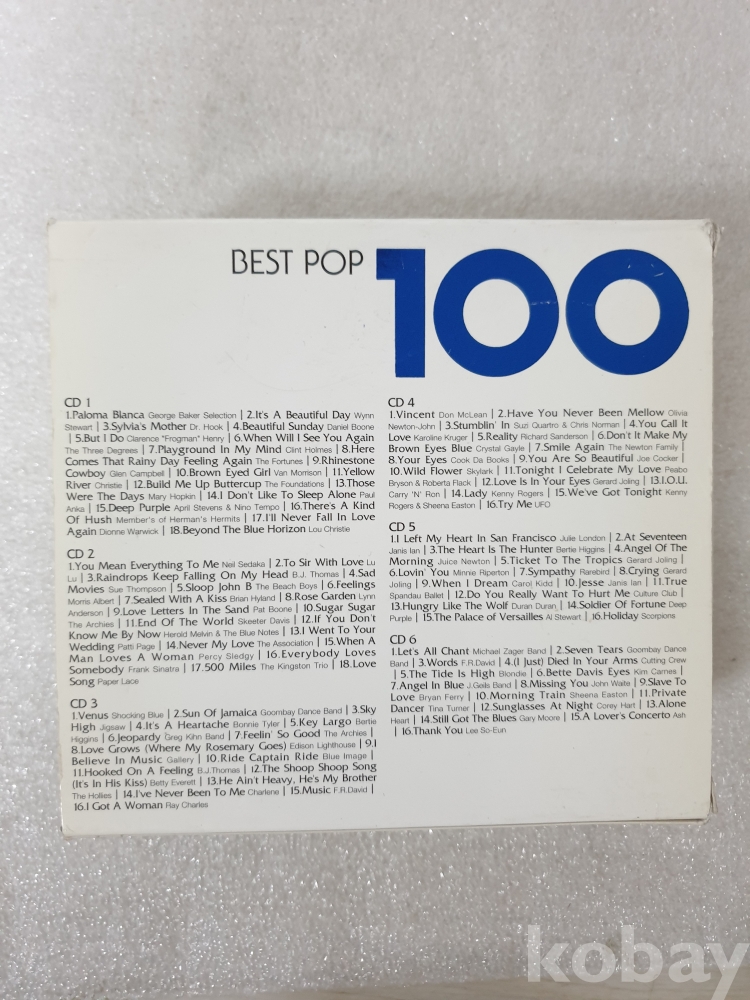 BEST POP 100
CD 1
1.Paloma Blanca George Baker Selection | 2.It's A Beautiful Day Wynn
Stewart | 3.Sylvia's Mother Dr. Hook | 4.Beautiful Sunday Daniel Boone
| 5.But I Do Clarence "Frogman" Henry | 6.When Will I See You Again
The Three Degrees | 7.Playground In My Mind Clint Holmes | 8.Here
Comes That Rainy Day Feeling Again The Fortunes | 9.Rhinestone
Cowboy Glen Campbell | 10.Brown Eyed Girl Van Morrison | 11.Yellow
River Christie | 12.Build Me Up Buttercup The Foundations | 13.Those
Were The Days Mary Hopkin | 14.I Don't Like To Sleep Alone Paul
Anka | 15.Deep Purple April Stevens & Nino Tempo | 16.There's A Kind
Of Hush Member's of Herman's Hermits | 17.I'll Never Fall In Love
Again Dionne Warwick | 18.Beyond The Blue Horizon Lou Christie
CD 2
1.You Mean Everything To Me Neil Sedaka | 2.To Sir With Love Lu
Lu | 3.Raindrops Keep Falling On My Head B.J. Thomas | 4.Sad
Movies Sue Thompson | 5.Sloop John B The Beach Boys | 6.Feelings
Morris Albert | 7.Sealed With A Kiss Brian Hyland | 8.Rose Garden Lynn
Anderson | 9.Love Letters In The Sand Pat Boone | 10.Sugar Sugar
The Archies | 11.End Of The World Skeeter Davis | 12.If You Don't
Know Me By Now Herold Melvin & The Blue Notes | 13.I Went To Your
Wedding Patti Page | 14.Never My Love The Association | 15.When A
Man Loves A Woman Percy Sledgy | 16.Everybody Loves
Somebody Frank Sinatra | 17.500 Miles The Kingston Trio | 18.Love
Song Paper Lace
CD 3
1.Venus Shocking Blue | 2.Sun Of Jamaica Goombay Dance Band | 3.Sky
High Jigsaw | 4.It's A Heartache Bonnie Tyler | 5.Key Largo Bertie
Higgins | 6.Jeopardy Greg Kihn Band | 7.Feelin' So Good The Archies |
8.Love Grows (Where My Rosemary Goes) Edison Lighthouse | 9.I
Believe In Music Gallery | 10.Ride Captain Ride Blue Image |
11.Hooked On A Feeling B.J.Thomas | 12.The Shoop Shoop Song
(It's In His Kiss) Betty Everett | 13.He Ain't Heavy, He's My Brother
The Hollies | 14.I've Never Been To Me Charlene | 15.Music F.R.David |
16.I Got A Woman Ray Charles
CD 4
1.Vincent Don McLean | 2.Have You Never Been Mellow Olivia
Newton-John | 3.Stumblin' In Suzi Quartro & Chris Norman | 4.You Call It
Love Karoline Kruger | 5.Reality Richard Sanderson | 6.Don't It Make My
Brown Eyes Blue Crystal Gayle | 7.Smile Again The Newton Family |
8.Your Eyes Cook Da Books | 9.You Are So Beautiful Joe Cocker |
10.Wild Flower Skylark | 11.Tonight I Celebrate My Love Peabo
Bryson & Roberta Flack | 12.Love Is In Your Eyes Gerard Joling | 13.I.O.U.
Carry 'N' Ron | 14.Lady Kenny Rogers | 15.We've Got Tonight Kenny
Rogers & Sheena Easton | 16.Try Me UFO
CD 5
1.I Left My Heart In San Francisco Julie London | 2.At Seventeen
Janis Ian | 3.The Heart Is The Hunter Bertie Higgins | 4.Angel Of The
Morning Juice Newton | 5.Ticket To The Tropics Gerard Joling |
6.Lovin' You Minnie Riperton | 7.Sympathy Rarebird | 8.Crying Gerard
Joling | 9.When I Dream Carol Kidd | 10.Jesse Janis Ian | 11.True
Spandau Ballet | 12.Do You Really Want To Hurt Me Culture Club |
13.Hungry Like The Wolf Duran Duran | 14.Soldier Of Fortune Deep
Purple | 15.The Palace of Versailles Al Stewart | 16.Holiday Scorpions
CD 6
1.Let's All Chant Michael Zager Band | 2.Seven Tears Goombay Dance
Band | 3.Words F.R.David | 4.(I Just) Died In Your Arms Cutting Crew
| 5.The Tide Is High Blondie | 6.Bette Davis Eyes Kim Carnes |
7.Angel In Blue J.Geils Band | 8.Missing You John Waite | 9.Slave To
Love Bryan Ferry | 10.Morning Train Sheena Easton | 11.Private
Dancer Tina Turner | 12.Sunglasses At Night Corey Hart | 13.Alone
Heart | 14.Still Got The Blues Gary Moore | 15.A Lover's Concerto Ash
| 16.Thank You Lee So-Eun
kobay